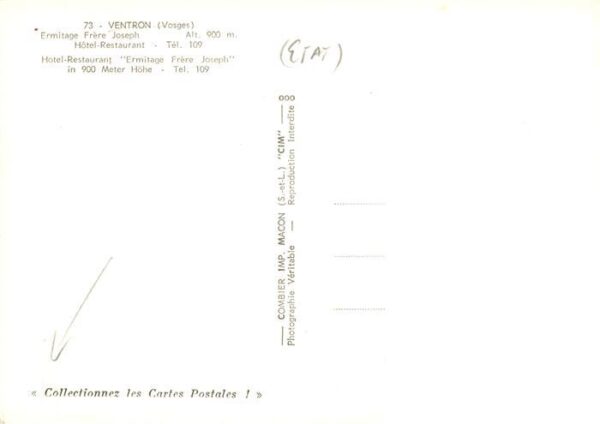 73 - VENTRON (Vosges)
Ermitage Frère Joseph Alt. 900 m.
Hôtel-Restaurant - Tél. 109
Hotel-Restaurant "Ermitage Frère Joseph"
in 900 Meter Höhe - Tel. 109
(ETAT)
COMBIER IMP. MACON (S.-et-L.) "CIM" ooo
Photographie Véritable — Reproduction Interdite
« Collectionnez les Cartes Postales ! »